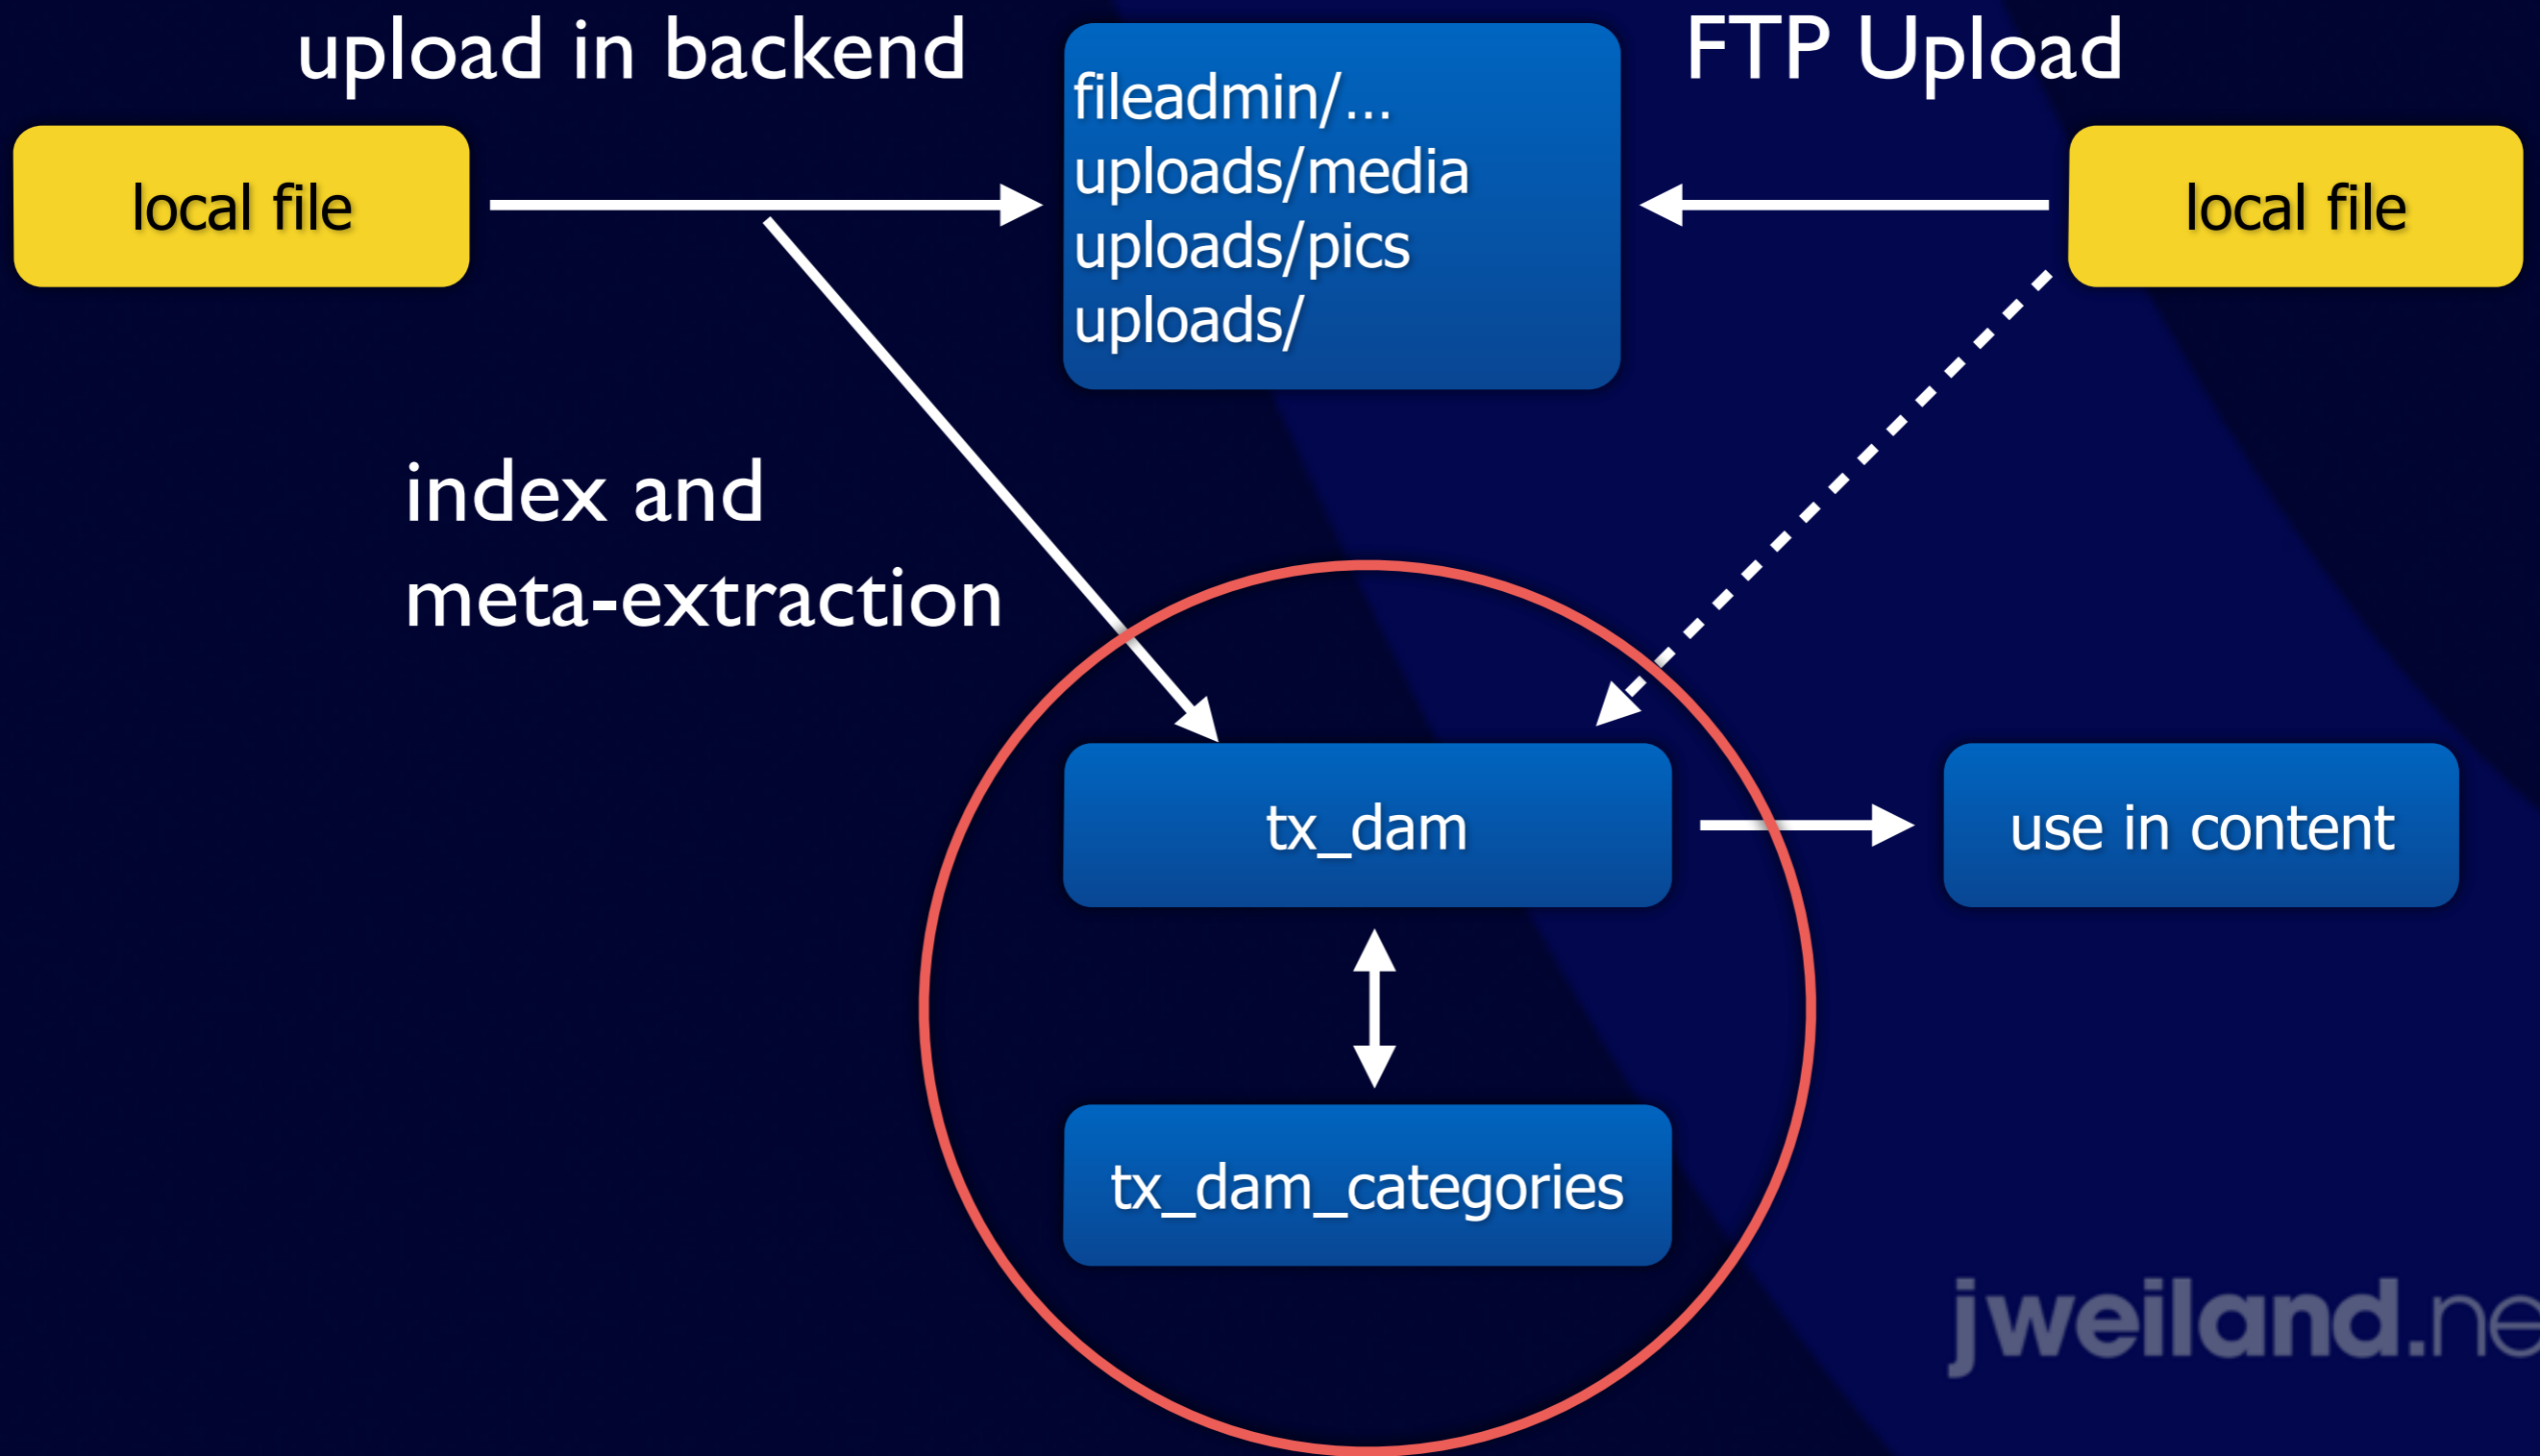 upload in backend
FTP Upload
local file
fileadmin/...
uploads/media
uploads/pics
uploads/
local file
index and
meta-extraction
tx_dam
use in content
tx_dam_categories
jweiland.ne